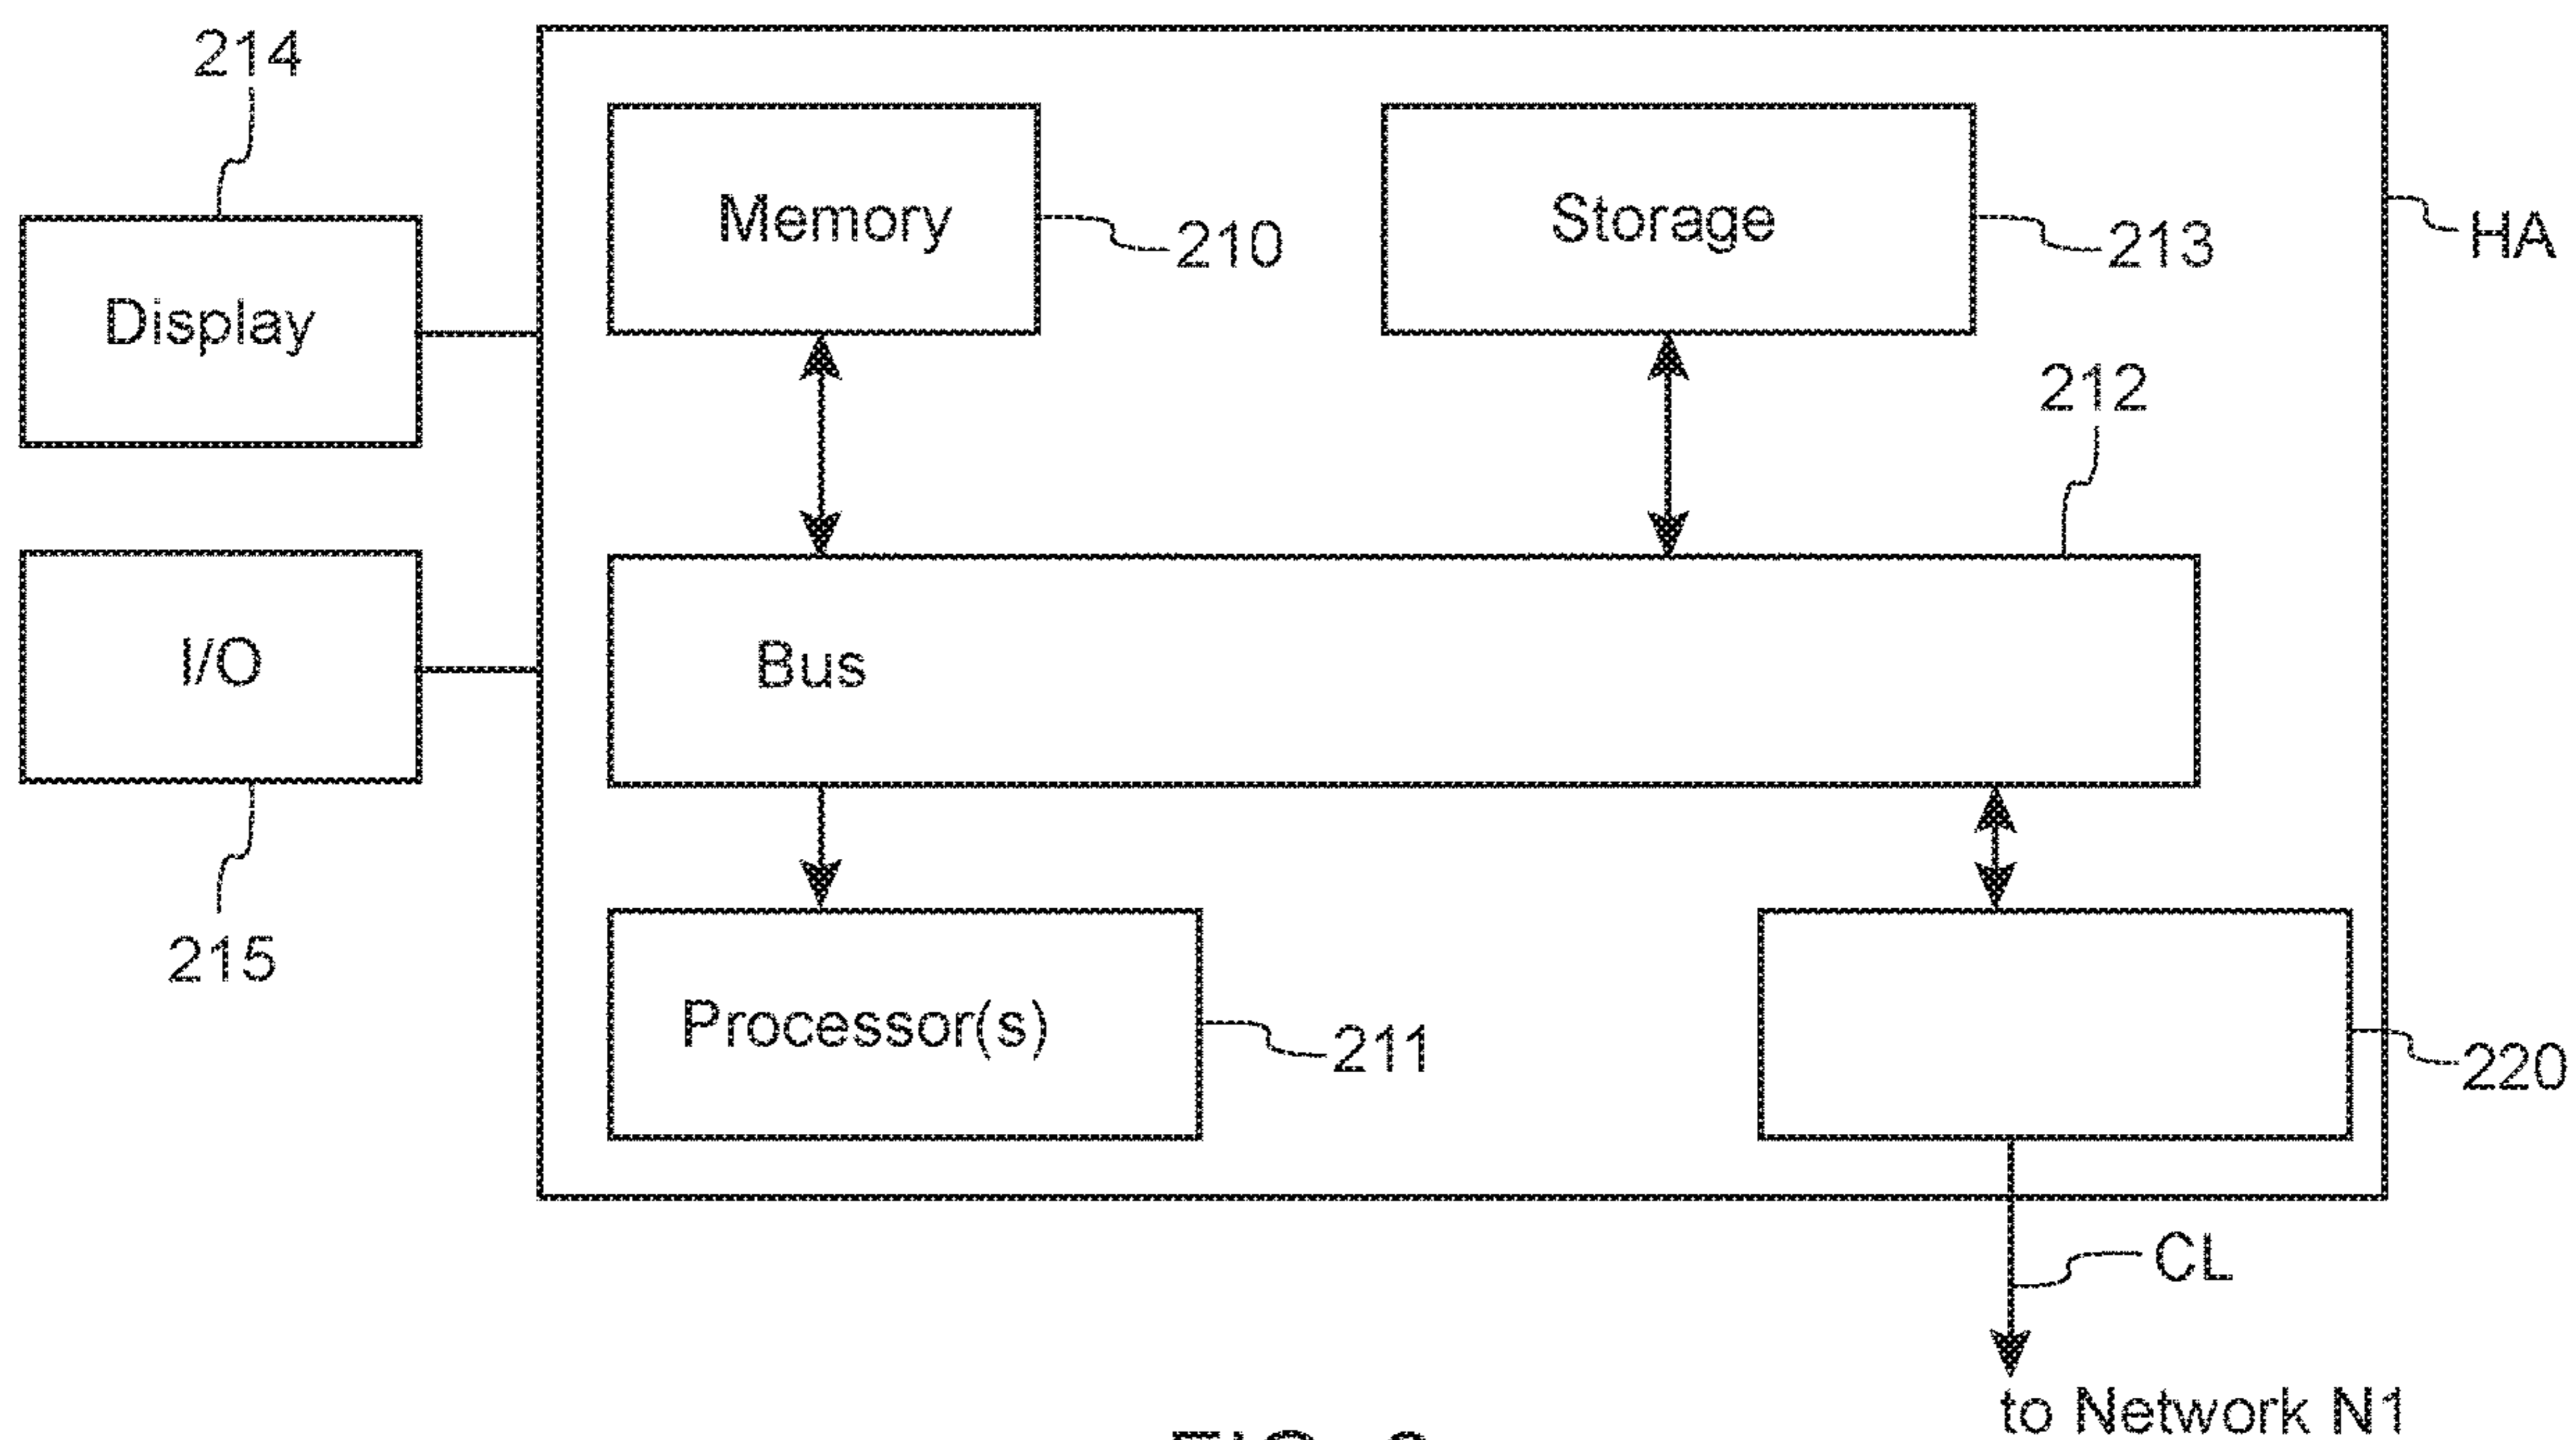 214
Memory
210
Storage
213
HA
Display
212
I/O
Bus
215
Processor(s)
211
220
CL
to Network N1